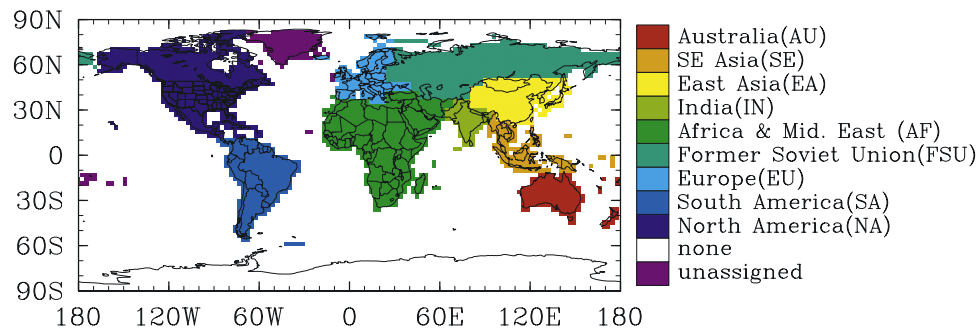 90N
60N
30N
0
30S
60S
90S
180 120W 60W 0 60E 120E 180
Australia(AU)
SE Asia(SE)
East Asia(EA)
India(IN)
Africa & Mid. East (AF)
Former Soviet Union(FSU)
Europe(EU)
South America(SA)
North America(NA)
none
unassigned